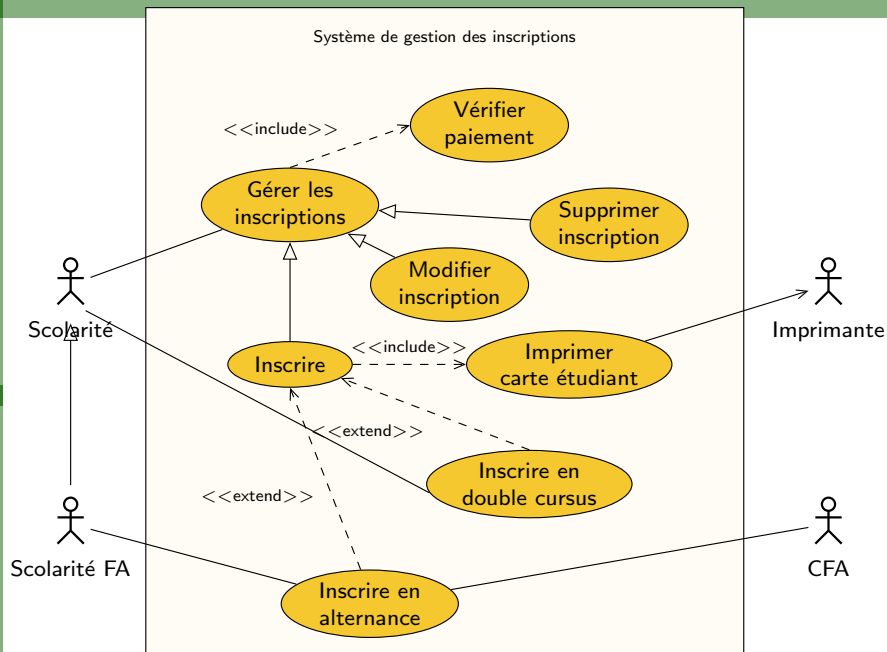 Système de gestion des inscriptions
Vérifier
paiement
<<include>>
Gérer les
inscriptions
Supprimer
inscription
Modifier
inscription
Scolarité
Imprimante
<<include>>
Inscrire
Imprimer
carte étudiant
<<extend>>
Inscrire en
double cursus
<<extend>>
Scolarité FA
CFA
Inscrire en
alternance